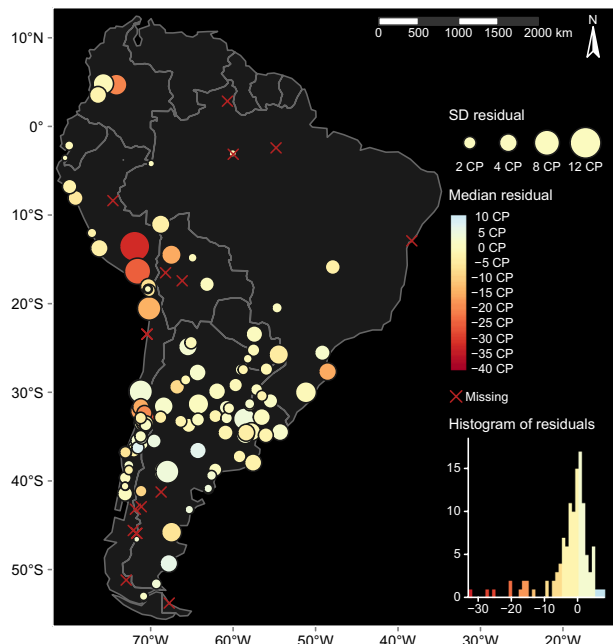 10°N
0°
10°S
20°S
30°S
40°S
50°S
70°W 60°W 50°W 40°W 30°W
0 500 1000 2000 km
N
SD residual
2 CP 4 CP 8 CP 12 CP
Median residual
10 CP
5 CP
0 CP
−5 CP
−10 CP
−15 CP
−20 CP
−25 CP
−30 CP
−35 CP
−40 CP
Missing
Histogram of residuals
15
10
5
0
−30 −20 −10 0